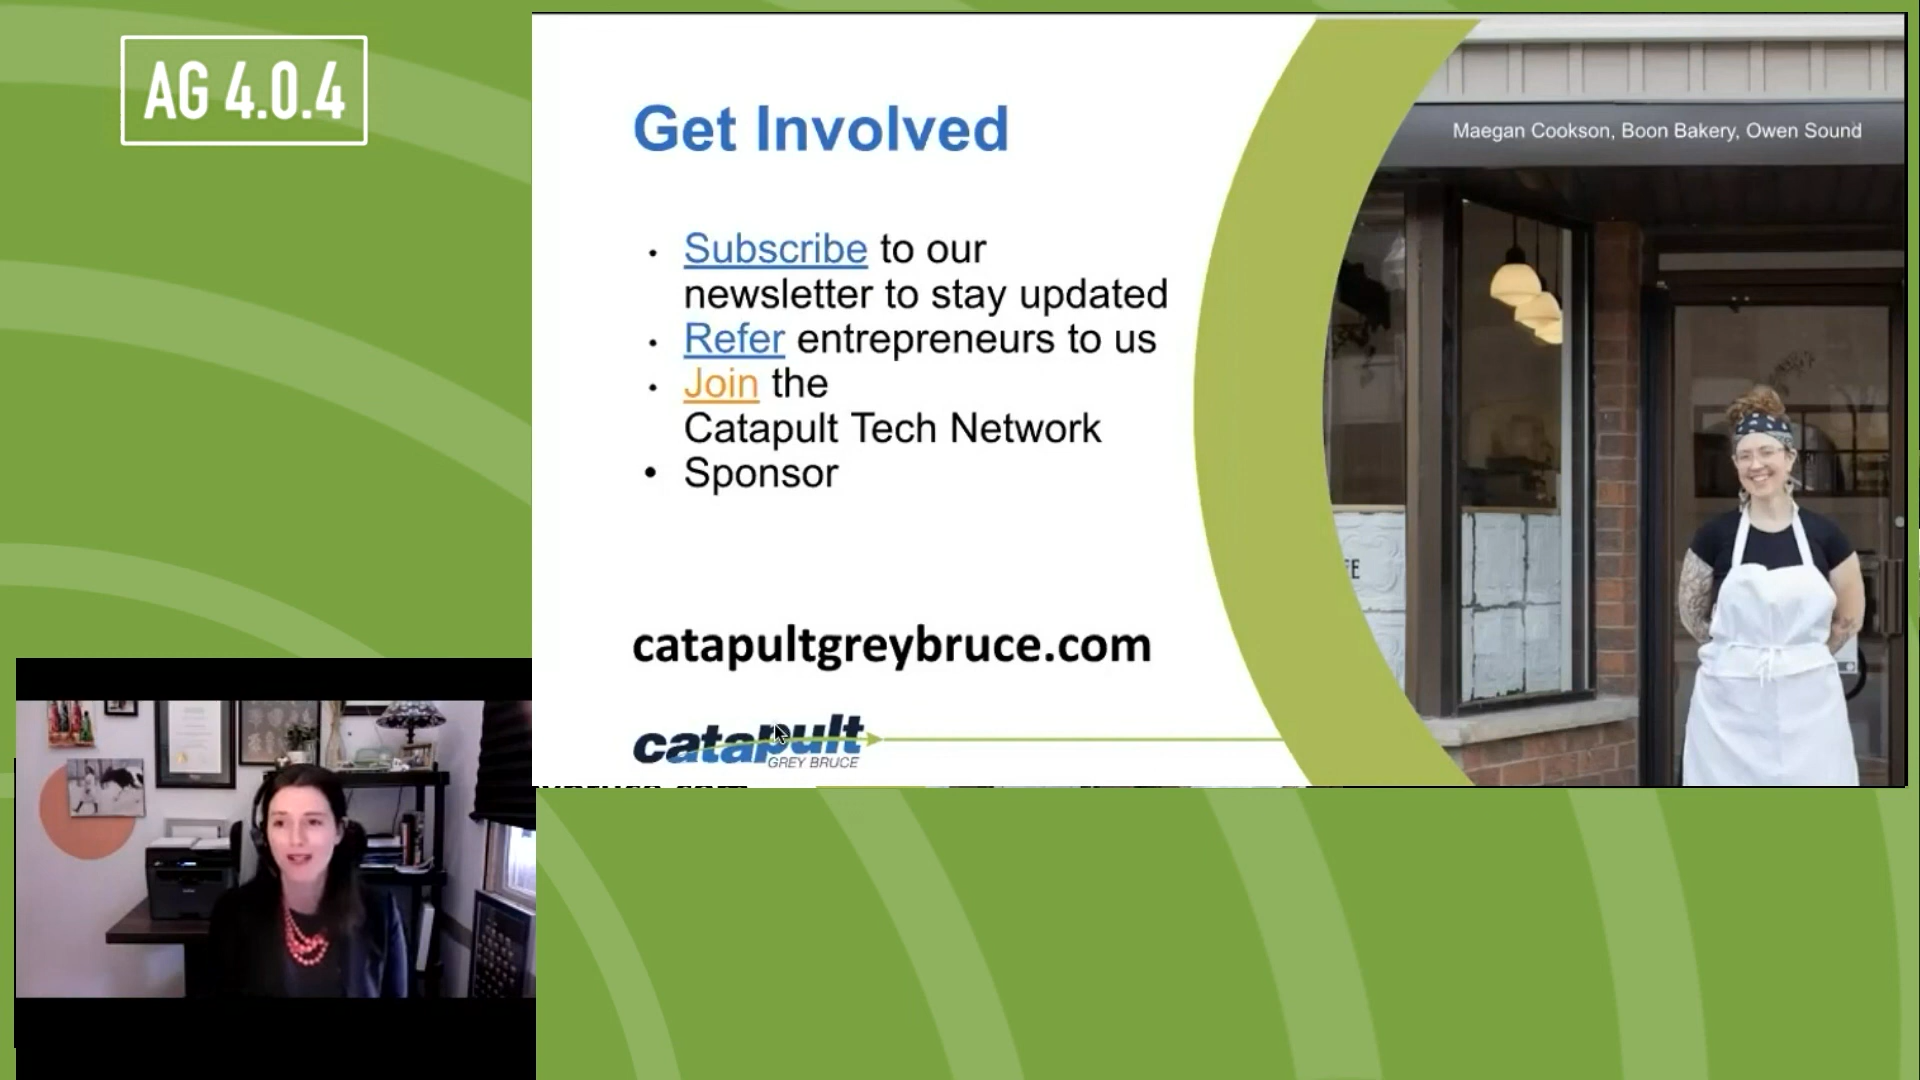 AG 4.0.4
Get Involved
Maegan Cookson, Boon Bakery, Owen Sound
• Subscribe to our
newsletter to stay updated
• Refer entrepreneurs to us
• Join the
Catapult Tech Network
• Sponsor
catapultgreybruce.com
catapult
GREY BRUCE